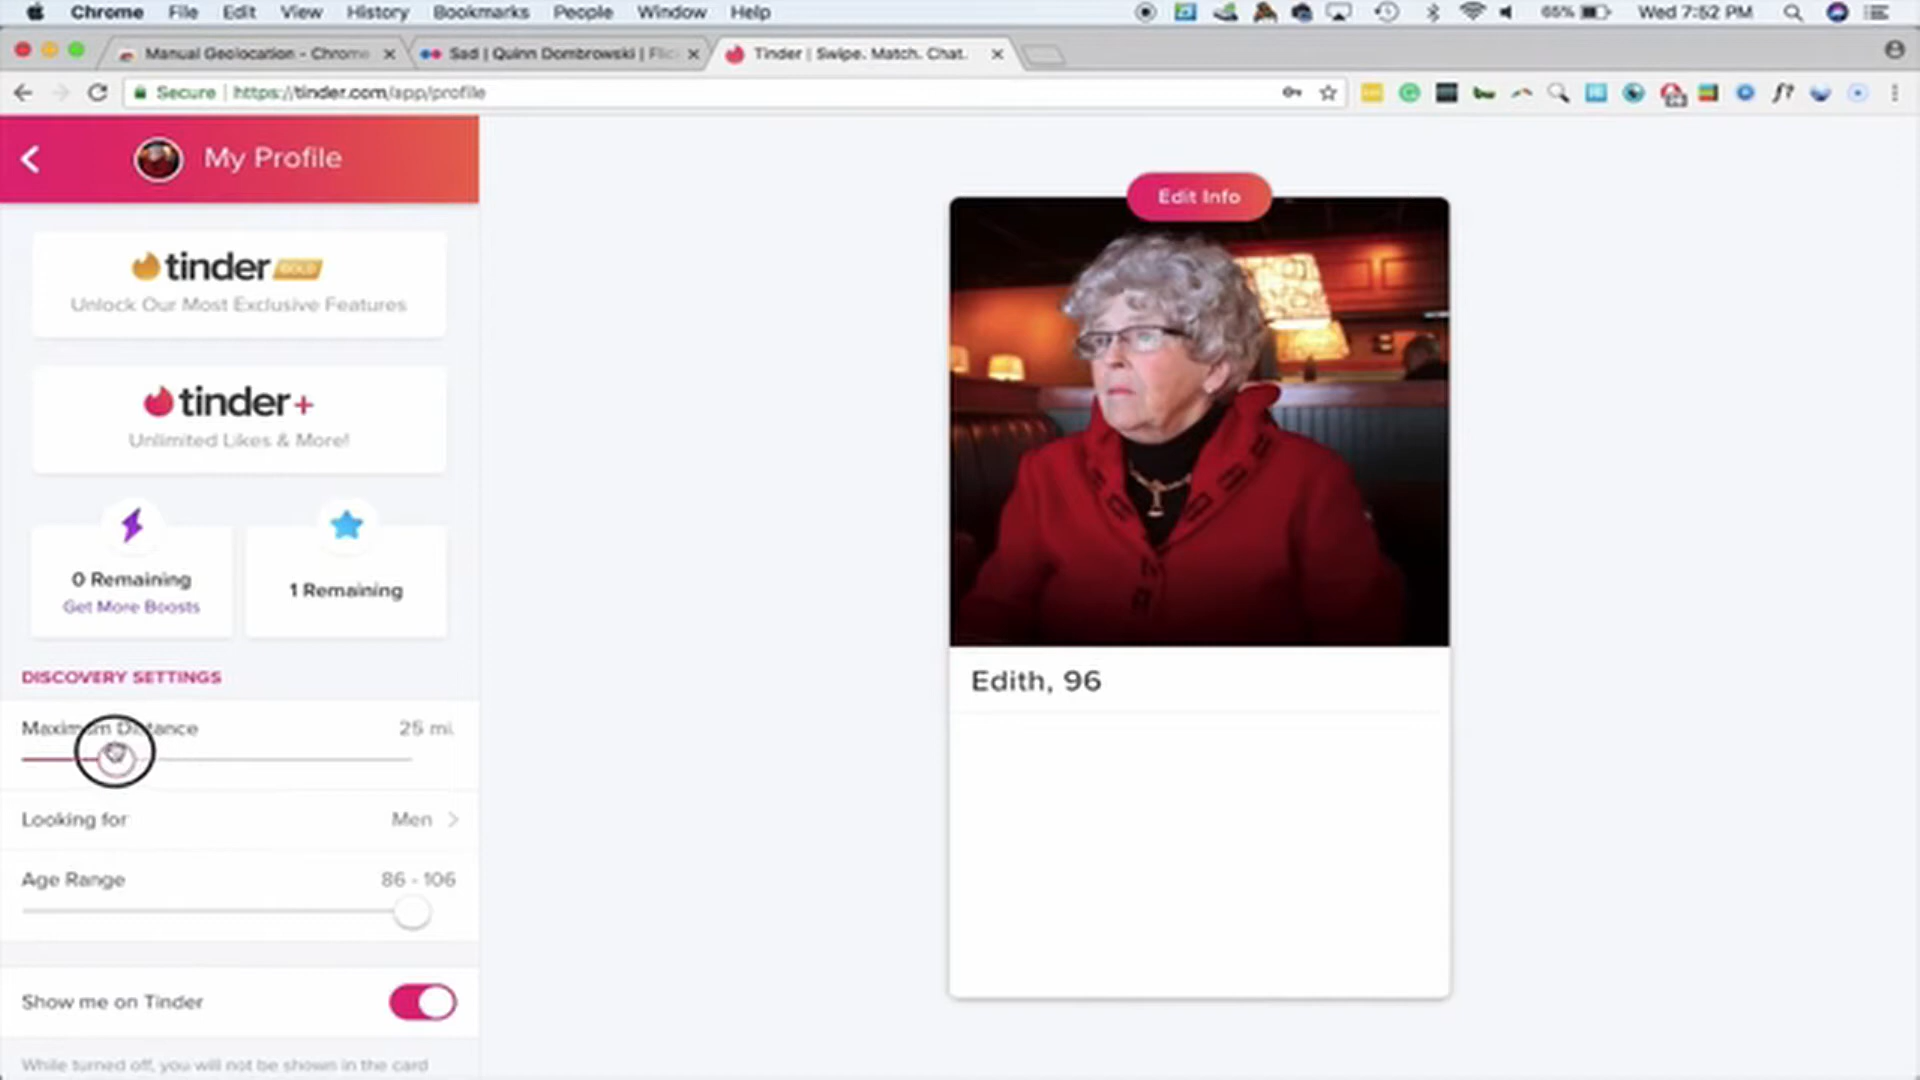 Chrome File Edit View History Bookmarks People Window Help 65% Wed 7:52 PM
Manual Geolocation - Chrome
Sad | Quinn Dombrowski | Flic
Tinder | Swipe. Match. Chat.
Secure https://tinder.com/app/profile f?
My Profile
Edit Info
tinder GOLD
Unlock Our Most Exclusive Features
tinder+
Unlimited Likes & More!
0 Remaining
Get More Boosts
1 Remaining
DISCOVERY SETTINGS
Maximum Distance 25 mi.
Looking for Men
Age Range 86 - 106
Show me on Tinder
While turned off, you will not be shown in the card
Edith, 96